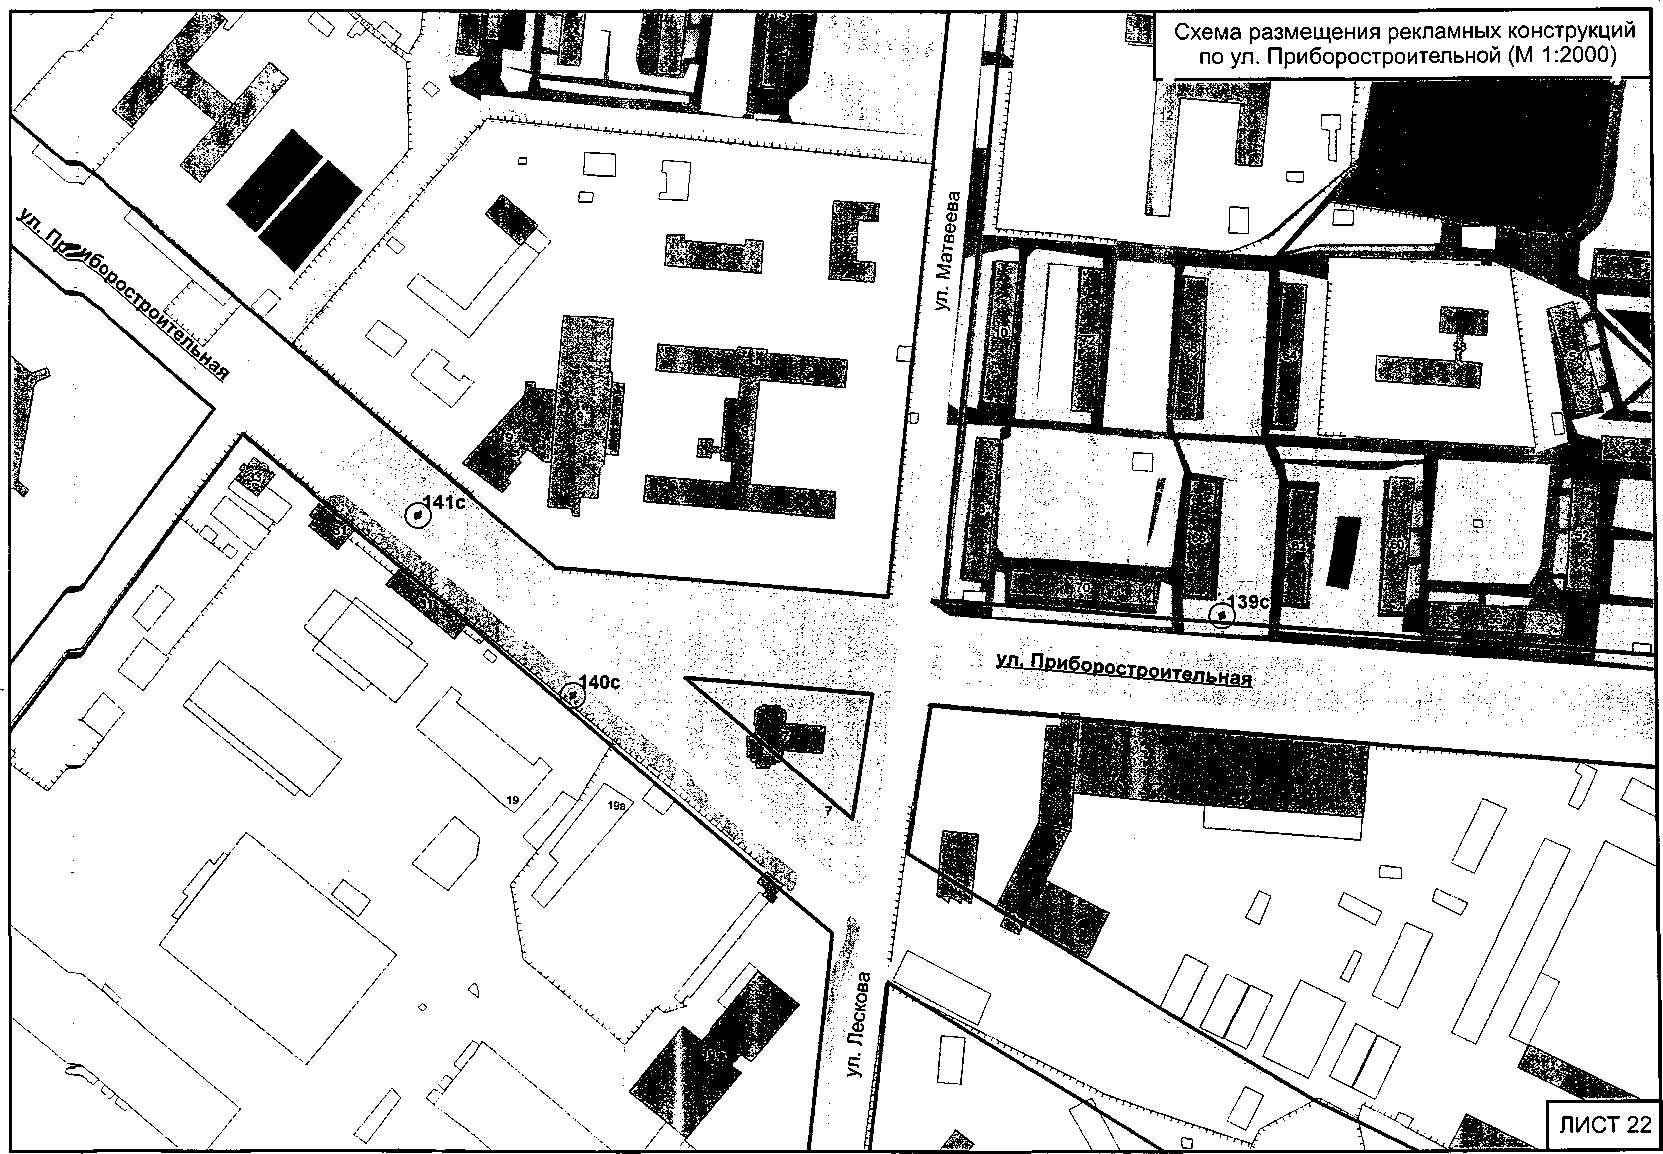 Схема размещения рекламных конструкций
по ул. Приборостроительной (М 1:2000)
ул. Приборостроительная
ул. Матвеева
141с
139с
ул. Приборостроительная
140с
19
19в
7
ул. Лескова
ЛИСТ 22